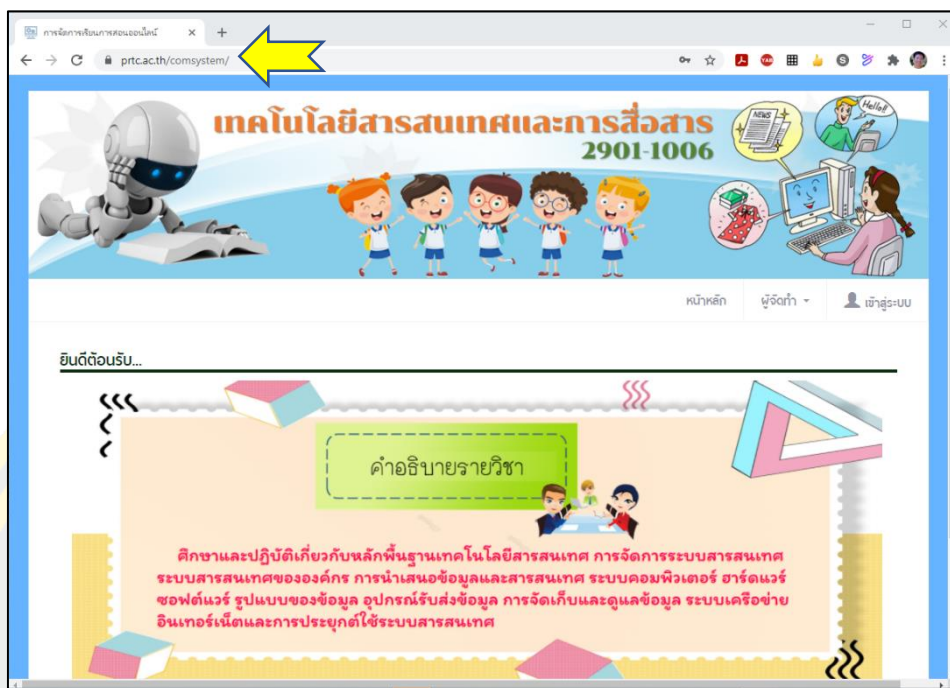 การจัดการเรียนการสอนออนไลน์
prtc.ac.th/comsystem/
เทคโนโลยีสารสนเทศและการสื่อสาร
2901-1006
NEWS
Hello!!
หน้าหลัก ผู้จัดทำ เข้าสู่ระบบ
ยินดีต้อนรับ...
คำอธิบายรายวิชา
ศึกษาและปฏิบัติเกี่ยวกับหลักพื้นฐานเทคโนโลยีสารสนเทศ การจัดการระบบสารสนเทศ
ระบบสารสนเทศขององค์กร การนำเสนอข้อมูลและสารสนเทศ ระบบคอมพิวเตอร์ ฮาร์ดแวร์
ซอฟต์แวร์ รูปแบบของข้อมูล อุปกรณ์รับส่งข้อมูล การจัดเก็บและดูแลข้อมูล ระบบเครือข่าย
อินเทอร์เน็ตและการประยุกต์ใช้ระบบสารสนเทศ